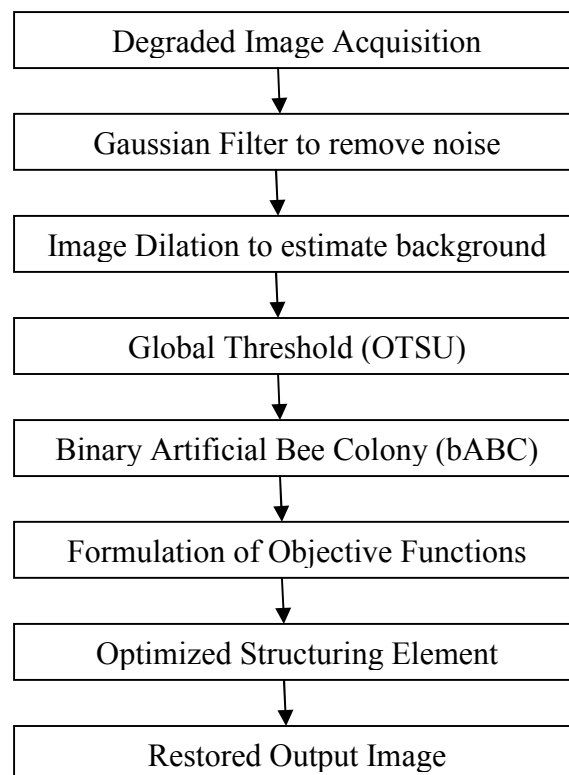 Degraded Image Acquisition
Gaussian Filter to remove noise
Image Dilation to estimate background
Global Threshold (OTSU)
Binary Artificial Bee Colony (bABC)
Formulation of Objective Functions
Optimized Structuring Element
Restored Output Image